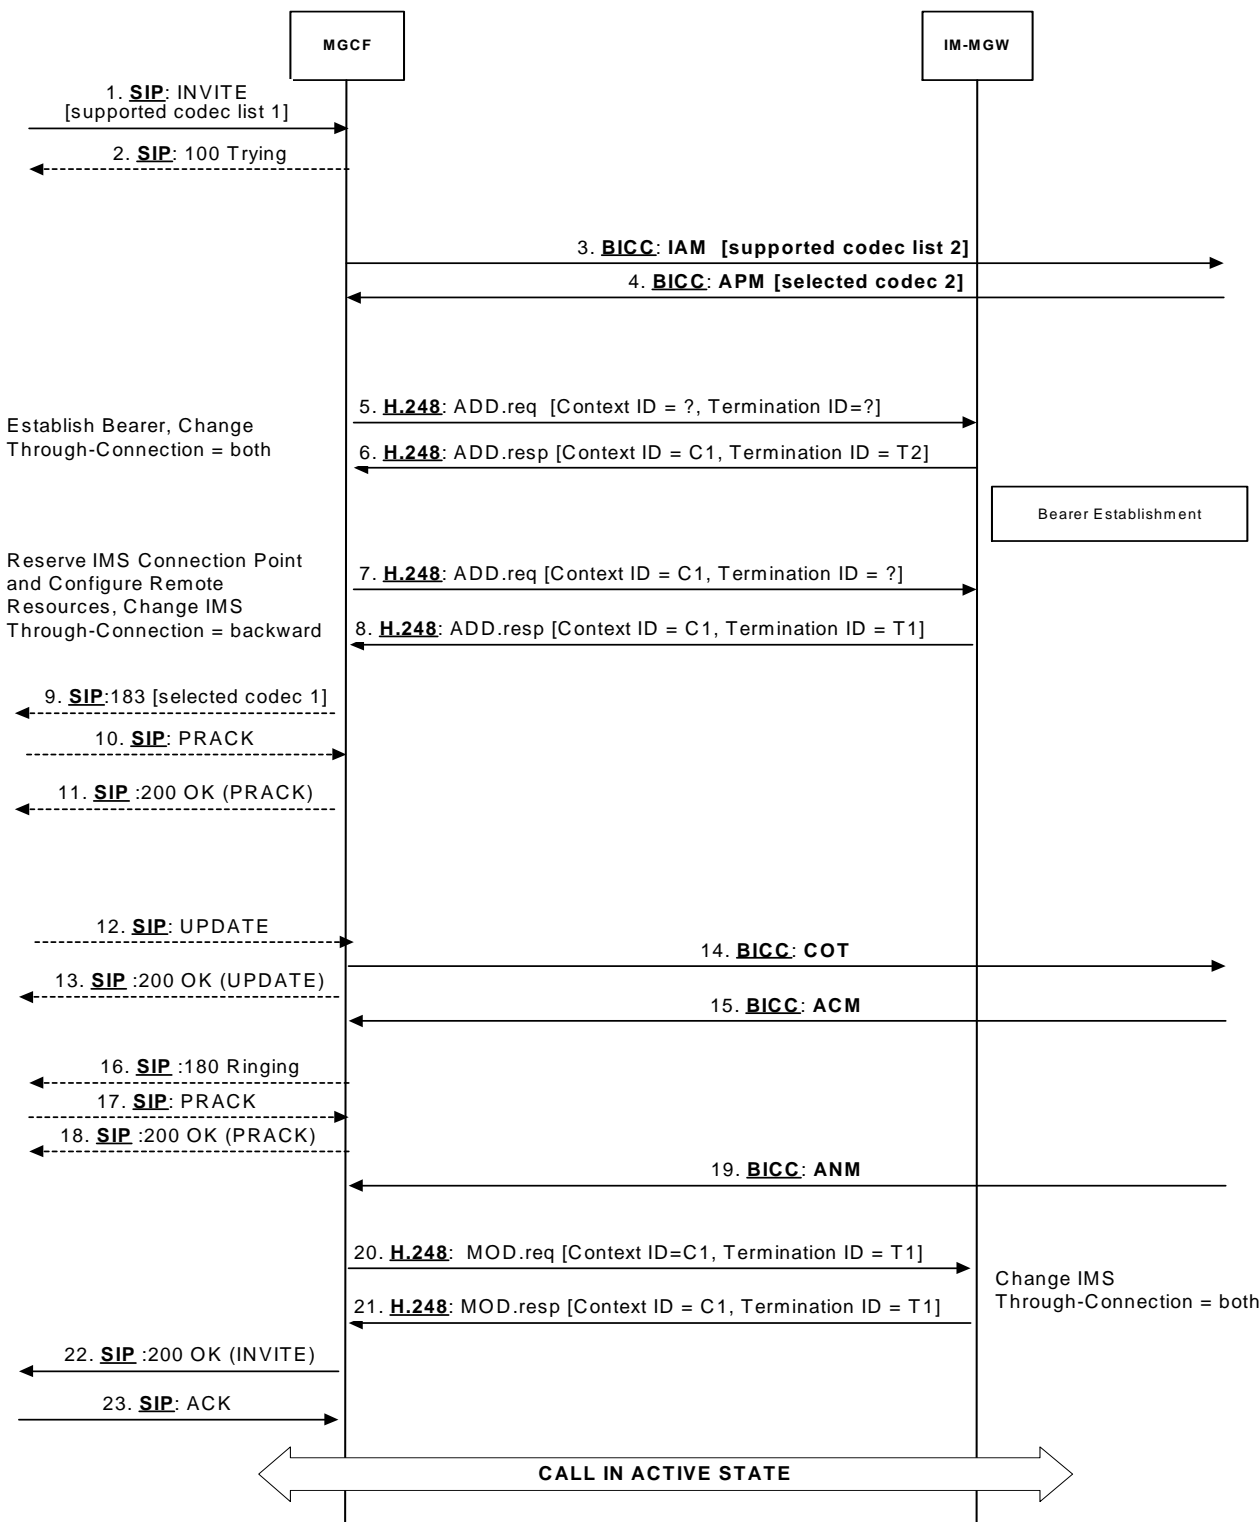 MGCF
IM-MGW
1. SIP: INVITE
[supported codec list 1]
2. SIP: 100 Trying
3. BICC: IAM [supported codec list 2]
4. BICC: APM [selected codec 2]
5. H.248: ADD.req [Context ID = ?, Termination ID=?]
Establish Bearer, Change
Through-Connection = both
6. H.248: ADD.resp [Context ID = C1, Termination ID = T2]
Bearer Establishment
Reserve IMS Connection Point
and Configure Remote
Resources, Change IMS
Through-Connection = backward
7. H.248: ADD.req [Context ID = C1, Termination ID = ?]
8. H.248: ADD.resp [Context ID = C1, Termination ID = T1]
9. SIP:183 [selected codec 1]
10. SIP: PRACK
11. SIP :200 OK (PRACK)
12. SIP: UPDATE
14. BICC: COT
13. SIP :200 OK (UPDATE)
15. BICC: ACM
16. SIP :180 Ringing
17. SIP: PRACK
18. SIP :200 OK (PRACK)
19. BICC: ANM
20. H.248: MOD.req [Context ID=C1, Termination ID = T1]
Change IMS
Through-Connection = both
21. H.248: MOD.resp [Context ID = C1, Termination ID = T1]
22. SIP :200 OK (INVITE)
23. SIP: ACK
CALL IN ACTIVE STATE